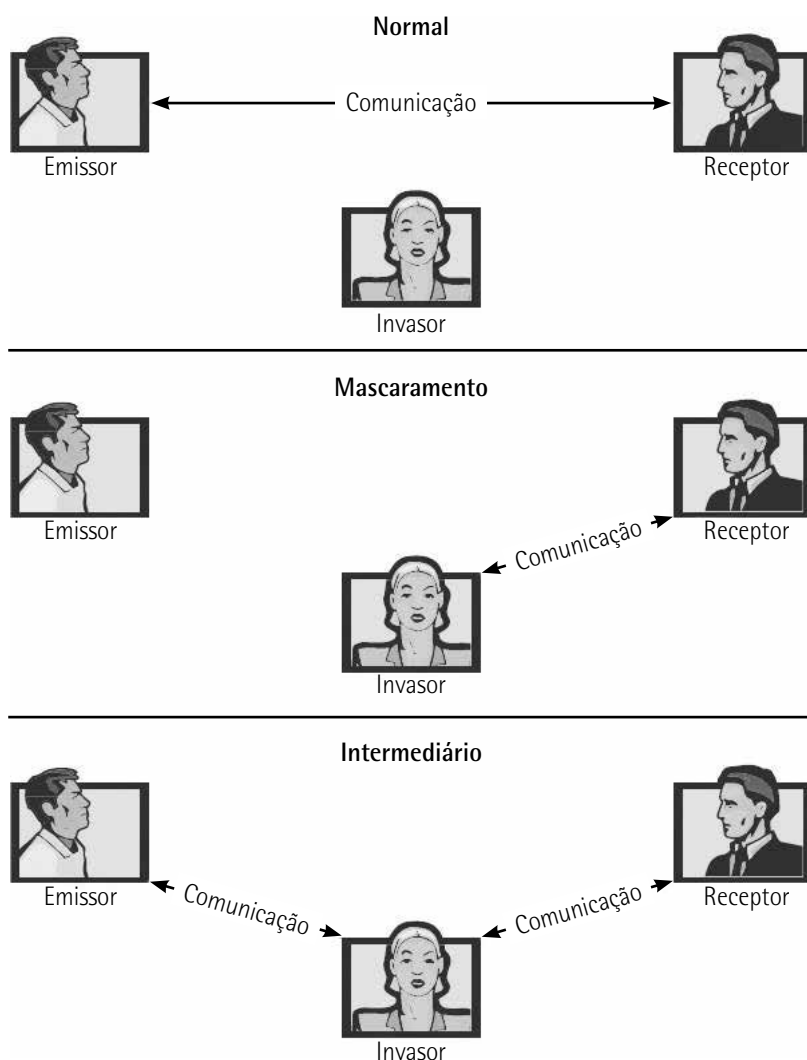 Normal
Comunicação
Emissor
Receptor
Invasor
Mascaramento
Emissor
Receptor
Comunicação
Invasor
Intermediário
Emissor
Receptor
Comunicação
Comunicação
Invasor